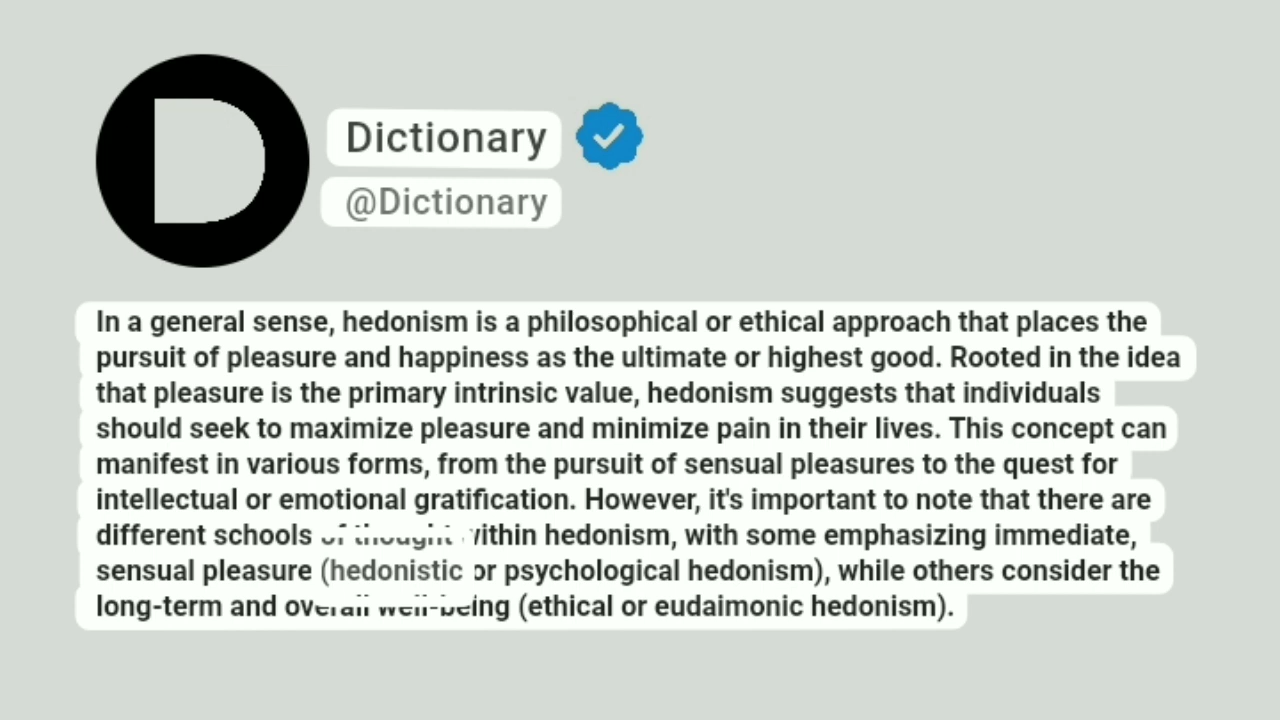 D
Dictionary
@Dictionary
In a general sense, hedonism is a philosophical or ethical approach that places the
pursuit of pleasure and happiness as the ultimate or highest good. Rooted in the idea
that pleasure is the primary intrinsic value, hedonism suggests that individuals
should seek to maximize pleasure and minimize pain in their lives. This concept can
manifest in various forms, from the pursuit of sensual pleasures to the quest for
intellectual or emotional gratification. However, it's important to note that there are
different schools of thought within hedonism, with some emphasizing immediate,
sensual pleasure (hedonistic or psychological hedonism), while others consider the
long-term and overall well-being (ethical or eudaimonic hedonism).